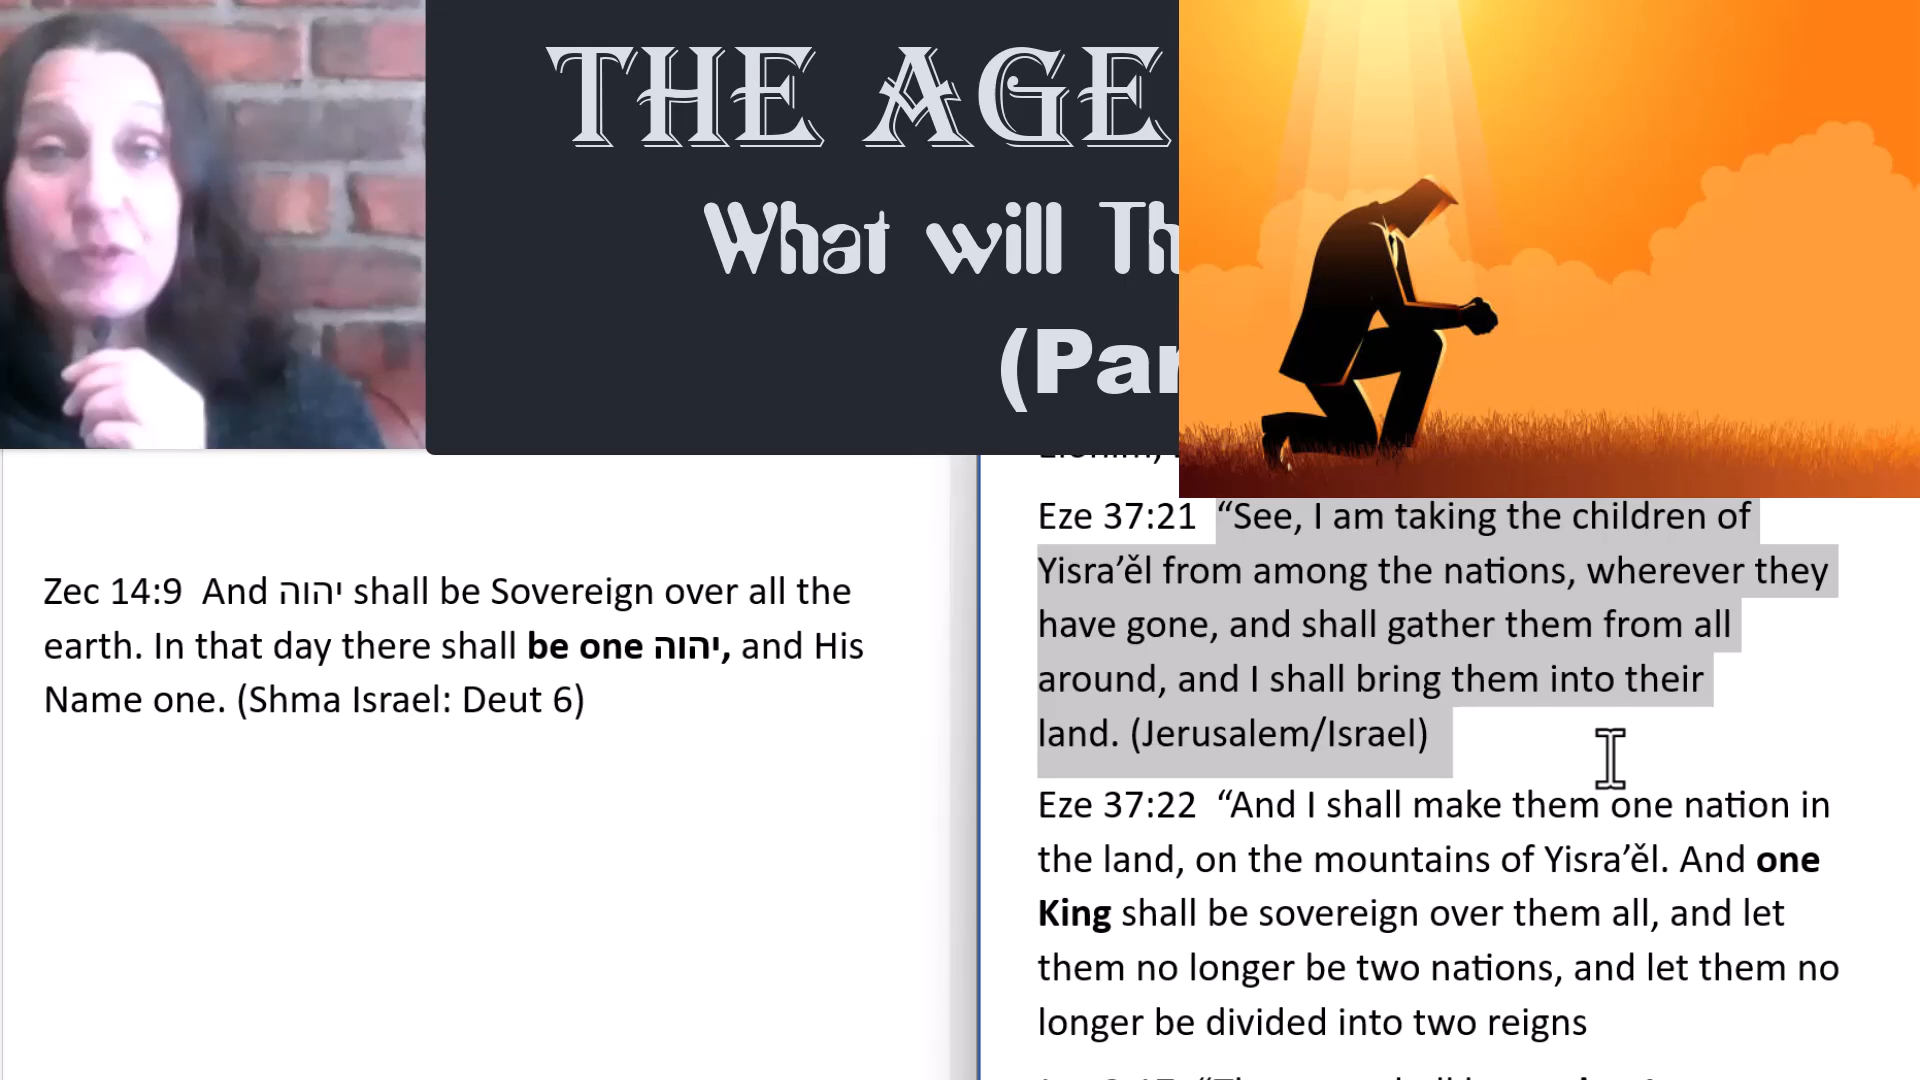 THE AGE
What will Th
(Par
Zec 14:9 And יהוה shall be Sovereign over all the
earth. In that day there shall be one יהוה, and His
Name one. (Shma Israel: Deut 6)
Eze 37:21 “See, I am taking the children of
Yisra’ěl from among the nations, wherever they
have gone, and shall gather them from all
around, and I shall bring them into their
land. (Jerusalem/Israel)
Eze 37:22 “And I shall make them one nation in
the land, on the mountains of Yisra’ěl. And one
King shall be sovereign over them all, and let
them no longer be two nations, and let them no
longer be divided into two reigns